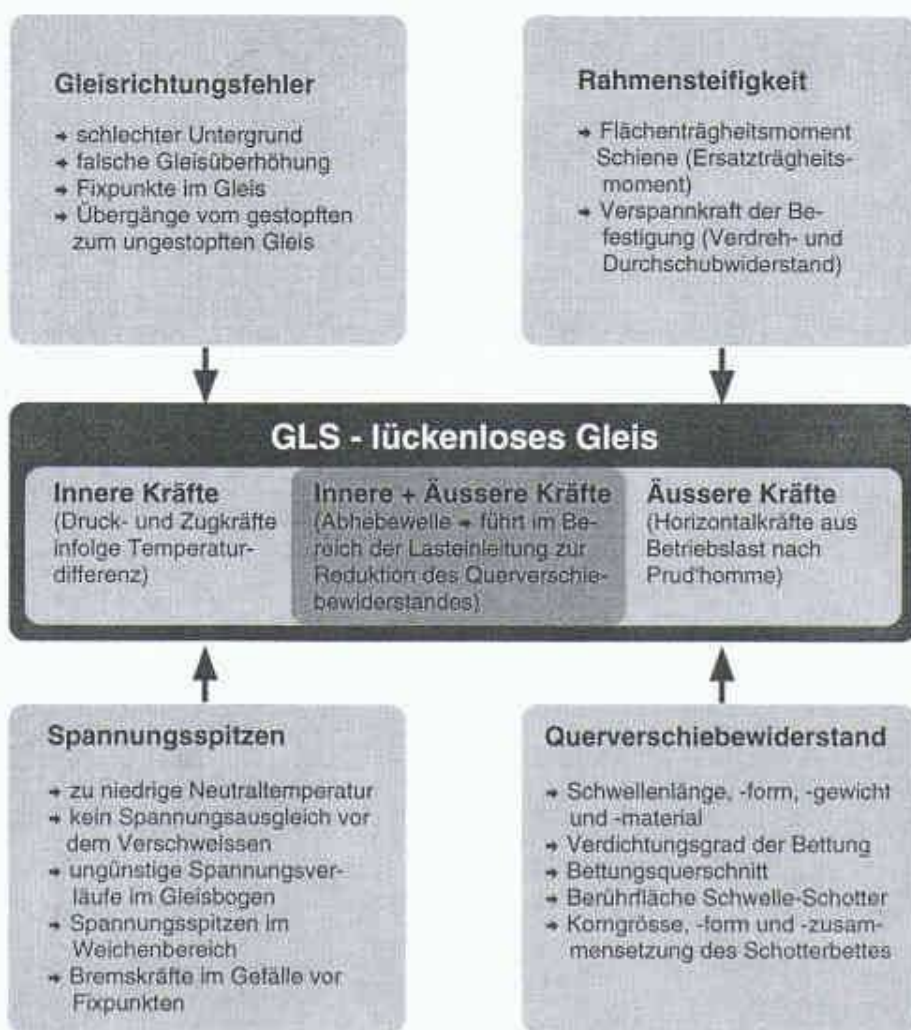 Gleisrichtungsfehler
→ schlechter Untergrund
→ falsche Gleisüberhöhung
→ Fixpunkte im Gleis
→ Übergänge vom gestopften
zum ungestopften Gleis
Rahmensteifigkeit
→ Flächenträgheitsmoment
Schiene (Ersatzträgheits-
moment)
→ Verspannkraft der Be-
festigung (Verdreh- und
Durchschubwiderstand)
GLS - lückenloses Gleis
Innere Kräfte
(Druck- und Zugkräfte
infolge Temperatur-
differenz)
Innere + Äussere Kräfte
(Abhebewelle → führt im Be-
reich der Lasteinleitung zur
Reduktion des Querverschie-
bewiderstandes)
Äussere Kräfte
(Horizontalkräfte aus
Betriebslast nach
Prud'homme)
Spannungsspitzen
→ zu niedrige Neutraltemperatur
→ kein Spannungsausgleich vor
dem Verschweissen
→ ungünstige Spannungsver-
läufe im Gleisbogen
→ Spannungsspitzen im
Weichenbereich
→ Bremskräfte im Gefälle vor
Fixpunkten
Querverschiebewiderstand
→ Schwellenlänge, -form, -gewicht
und -material
→ Verdichtungsgrad der Bettung
→ Bettungsquerschnitt
→ Berührfläche Schwelle-Schotter
→ Korngrösse, -form und -zusam-
mensetzung des Schotterbettes